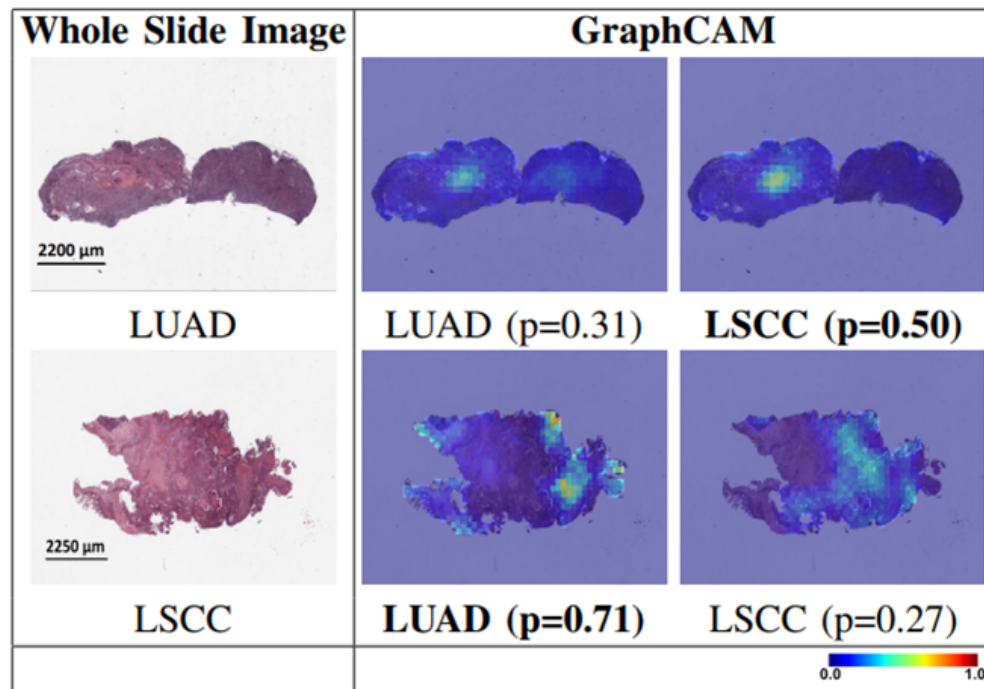 Whole Slide Image GraphCAM
2200 µm
LUAD LUAD (p=0.31) LSCC (p=0.50)
2250 µm
LSCC LUAD (p=0.71) LSCC (p=0.27)
0.0 1.0